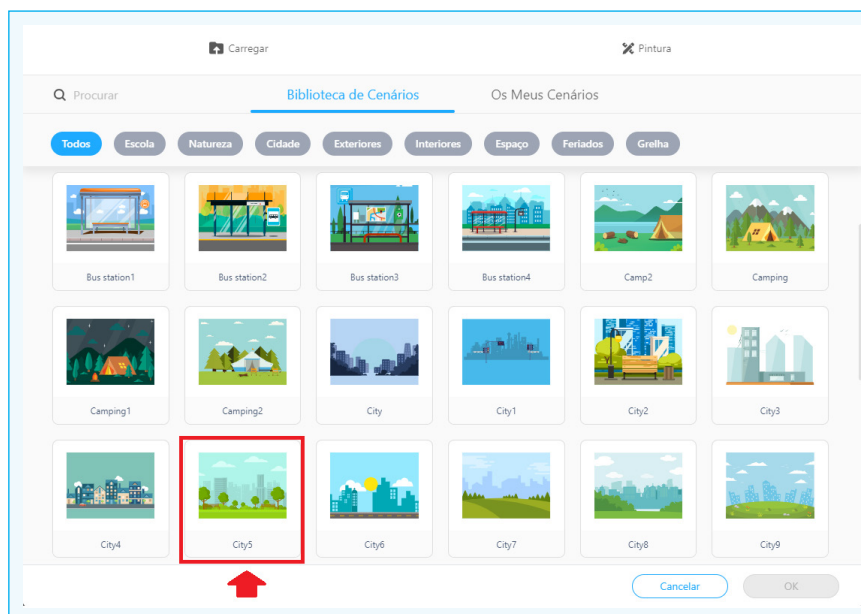 Carregar
Pintura
Procurar
Biblioteca de Cenários
Os Meus Cenários
Todos
Escola
Natureza
Cidade
Exteriores
Interiores
Espaço
Feriados
Grelha
Bus station1
Bus station2
Bus station3
Bus station4
Camp2
Camping
Camping1
Camping2
City
City1
City2
City3
City4
City5
City6
City7
City8
City9
Cancelar
OK